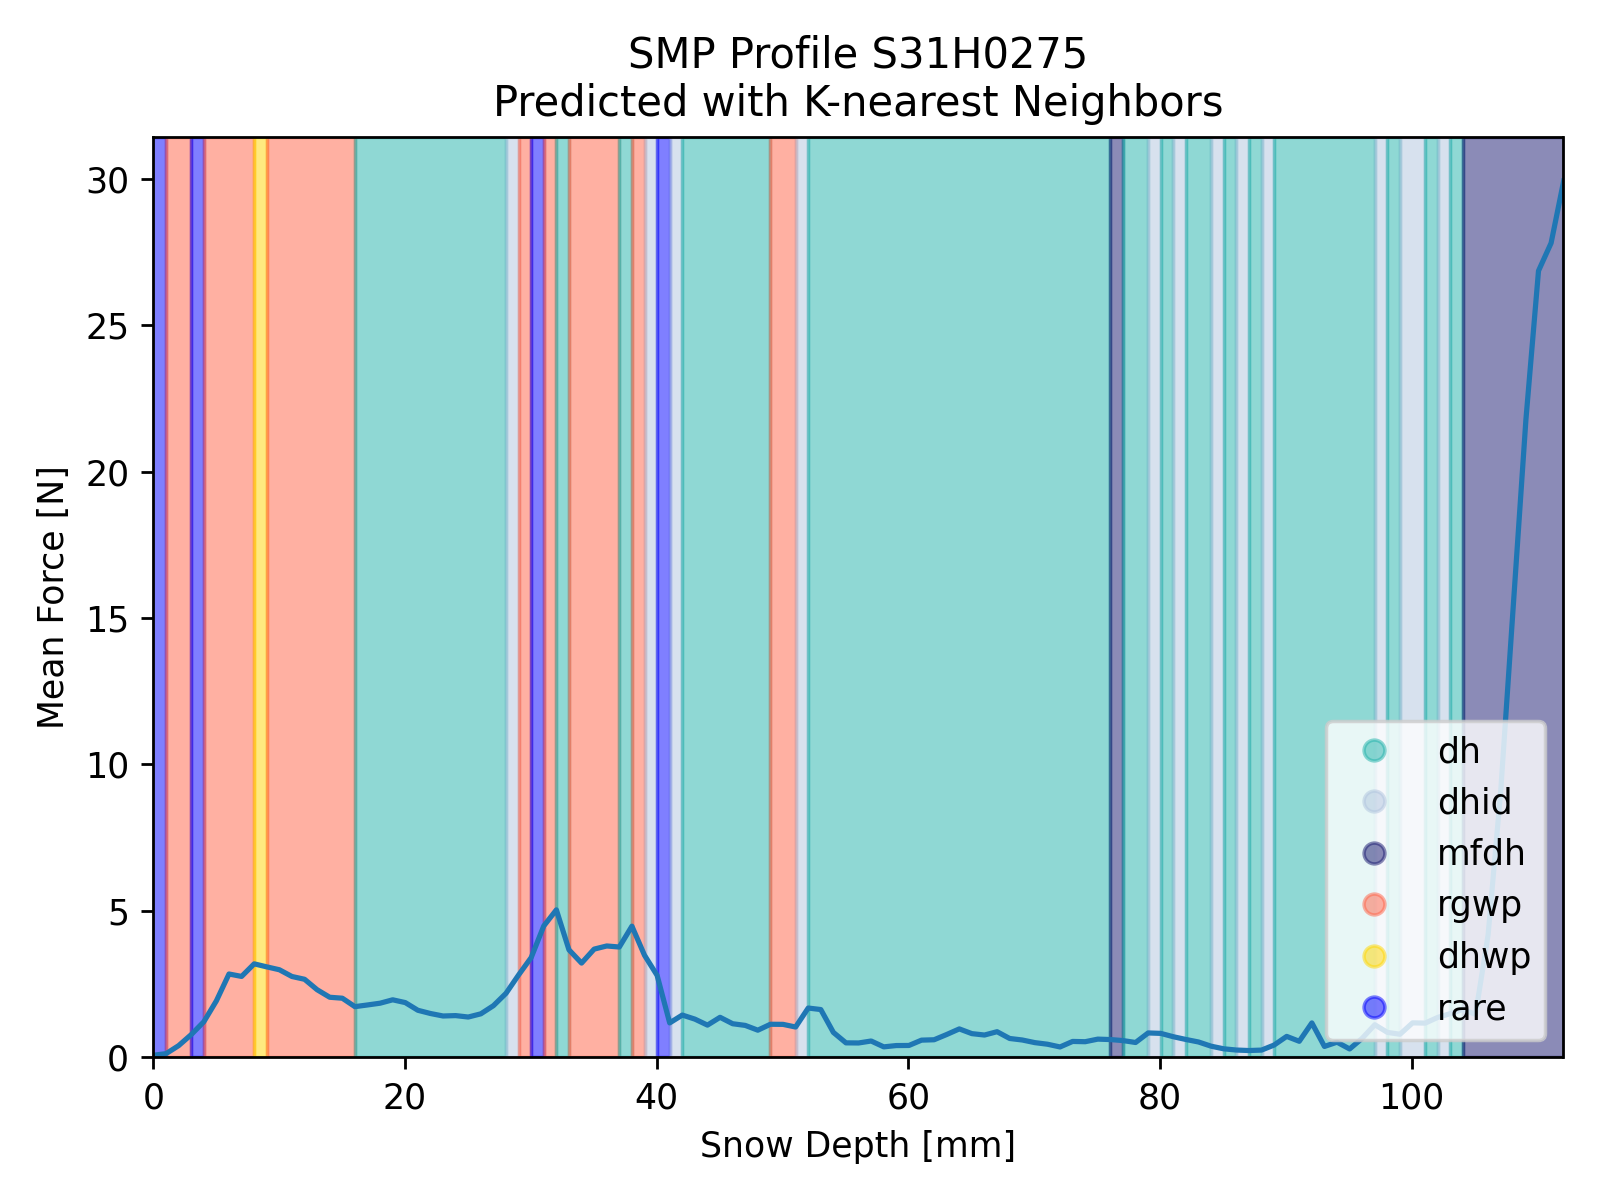 SMP Profile S31H0275
Predicted with K-nearest Neighbors
Mean Force [N]
30
25
20
15
10
5
0
0 20 40 60 80 100
Snow Depth [mm]
dh
dhid
mfdh
rgwp
dhwp
rare